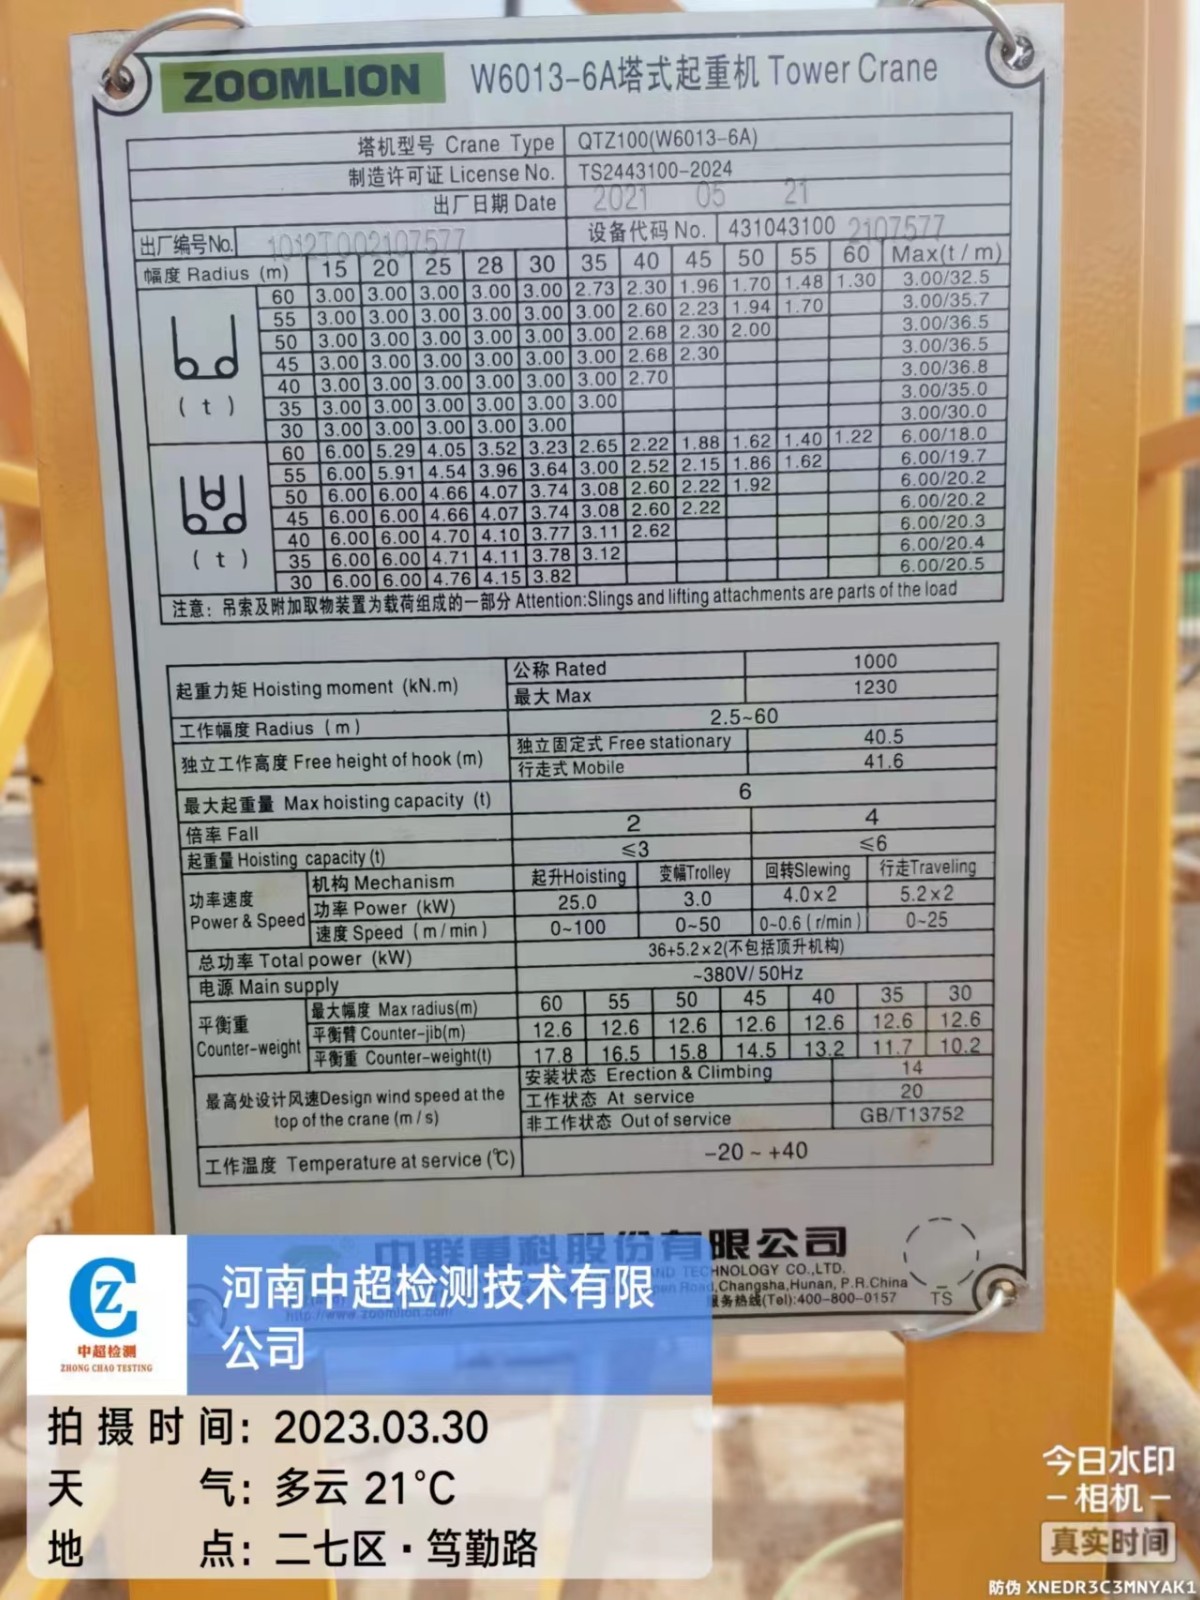 ZOOMLION W6013-6A塔式起重机 Tower Crane
塔机型号 Crane Type QTZ100(W6013-6A)
制造许可证 License No. TS2443100-2024
出厂日期 Date 2021 05 21
出厂编号No. 1012T002107577 设备代码 No. 431043100 2107577
幅度 Radius (m) 15 20 25 28 30 35 40 45 50 55 60 Max(t / m)
60 3.00 3.00 3.00 3.00 3.00 2.73 2.30 1.96 1.70 1.48 1.30 3.00/32.5
55 3.00 3.00 3.00 3.00 3.00 3.00 2.60 2.23 1.94 1.70 3.00/35.7
50 3.00 3.00 3.00 3.00 3.00 3.00 2.68 2.30 2.00 3.00/36.5
45 3.00 3.00 3.00 3.00 3.00 3.00 2.68 2.30 3.00/36.5
40 3.00 3.00 3.00 3.00 3.00 3.00 2.70 3.00/36.8
( t ) 35 3.00 3.00 3.00 3.00 3.00 3.00 3.00/35.0
30 3.00 3.00 3.00 3.00 3.00 3.00/30.0
60 6.00 5.29 4.05 3.52 3.23 2.65 2.22 1.88 1.62 1.40 1.22 6.00/18.0
55 6.00 5.91 4.54 3.96 3.64 3.00 2.52 2.15 1.86 1.62 6.00/19.7
50 6.00 6.00 4.66 4.07 3.74 3.08 2.60 2.22 1.92 6.00/20.2
45 6.00 6.00 4.66 4.07 3.74 3.08 2.60 2.22 6.00/20.2
40 6.00 6.00 4.70 4.10 3.77 3.11 2.62 6.00/20.3
( t ) 35 6.00 6.00 4.71 4.11 3.78 3.12 6.00/20.4
30 6.00 6.00 4.76 4.15 3.82 6.00/20.5
注意：吊索及附加取物装置为载荷组成的一部分 Attention:Slings and lifting attachments are parts of the load
起重力矩 Hoisting moment (kN.m) 公称 Rated 1000
最大 Max 1230
工作幅度 Radius (m) 2.5~60
独立工作高度 Free height of hook (m) 独立固定式 Free stationary 40.5
行走式 Mobile 41.6
最大起重量 Max hoisting capacity (t) 6
倍率 Fall 2 4
起重量 Hoisting capacity (t) ≤3 ≤6
功率速度 Power & Speed 机构 Mechanism 起升Hoisting 变幅Trolley 回转Slewing 行走Traveling
功率 Power (kW) 25.0 3.0 4.0×2 5.2×2
速度 Speed (m/min) 0~100 0~50 0~0.6 (r/min) 0~25
总功率 Total power (kW) 36+5.2×2(不包括顶升机构)
电源 Main supply ~380V/ 50Hz
平衡重 Counter-weight 最大幅度 Max radius(m) 60 55 50 45 40 35 30
平衡臂 Counter-jib(m) 12.6 12.6 12.6 12.6 12.6 12.6 12.6
平衡重 Counter-weight(t) 17.8 16.5 15.8 14.5 13.2 11.7 10.2
最高处设计风速Design wind speed at the top of the crane (m / s) 安装状态 Erection & Climbing 14
工作状态 At service 20
非工作状态 Out of service GB/T13752
工作温度 Temperature at service (℃) -20 ~ +40
中联重科股份有限公司
AND TECHNOLOGY CO.,LTD.
Road,Changsha,Hunan, P.R.China
http://www.zoomlion.com 服务热线(Tel):400-800-0157 TS
CZ
中超检测
ZHONG CHAO TESTING
河南中超检测技术有限
公司
拍摄时间: 2023.03.30
天气: 多云 21℃
地点: 二七区·笃勤路
今日水印
-相机-
真实时间
防伪 XNEDR3C3MNYAK1